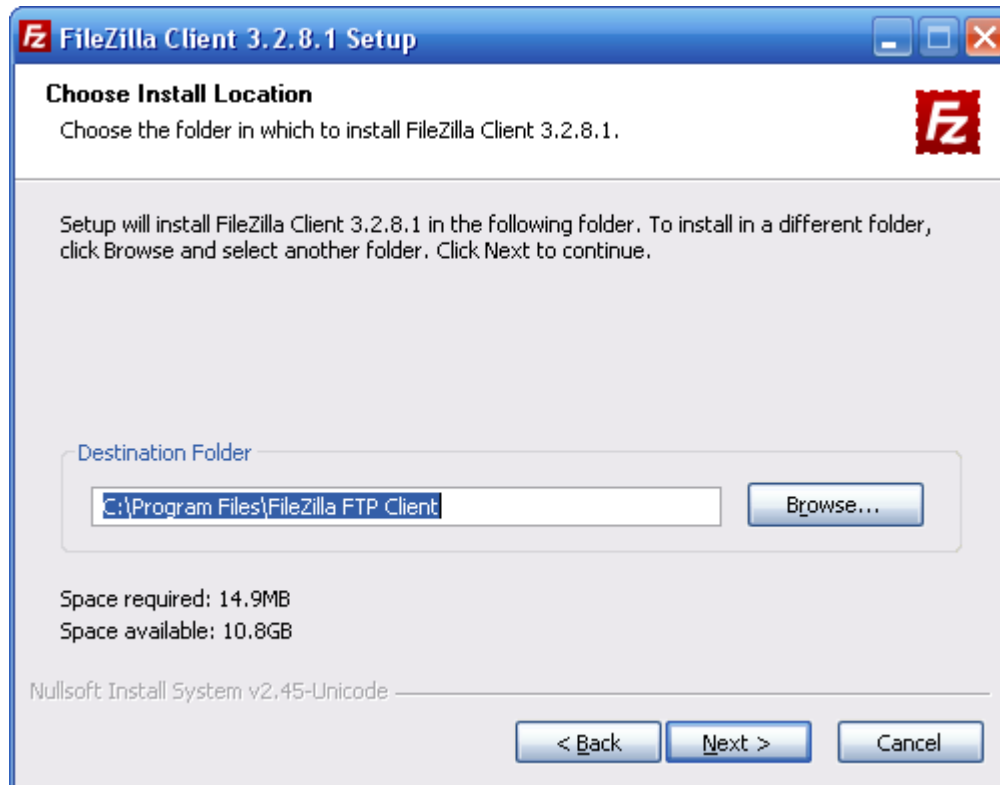 FileZilla Client 3.2.8.1 Setup
Choose Install Location
Choose the folder in which to install FileZilla Client 3.2.8.1.
Setup will install FileZilla Client 3.2.8.1 in the following folder. To install in a different folder,
click Browse and select another folder. Click Next to continue.
Destination Folder
C:\Program Files\FileZilla FTP Client
Browse...
Space required: 14.9MB
Space available: 10.8GB
Nullsoft Install System v2.45-Unicode
< Back Next > Cancel